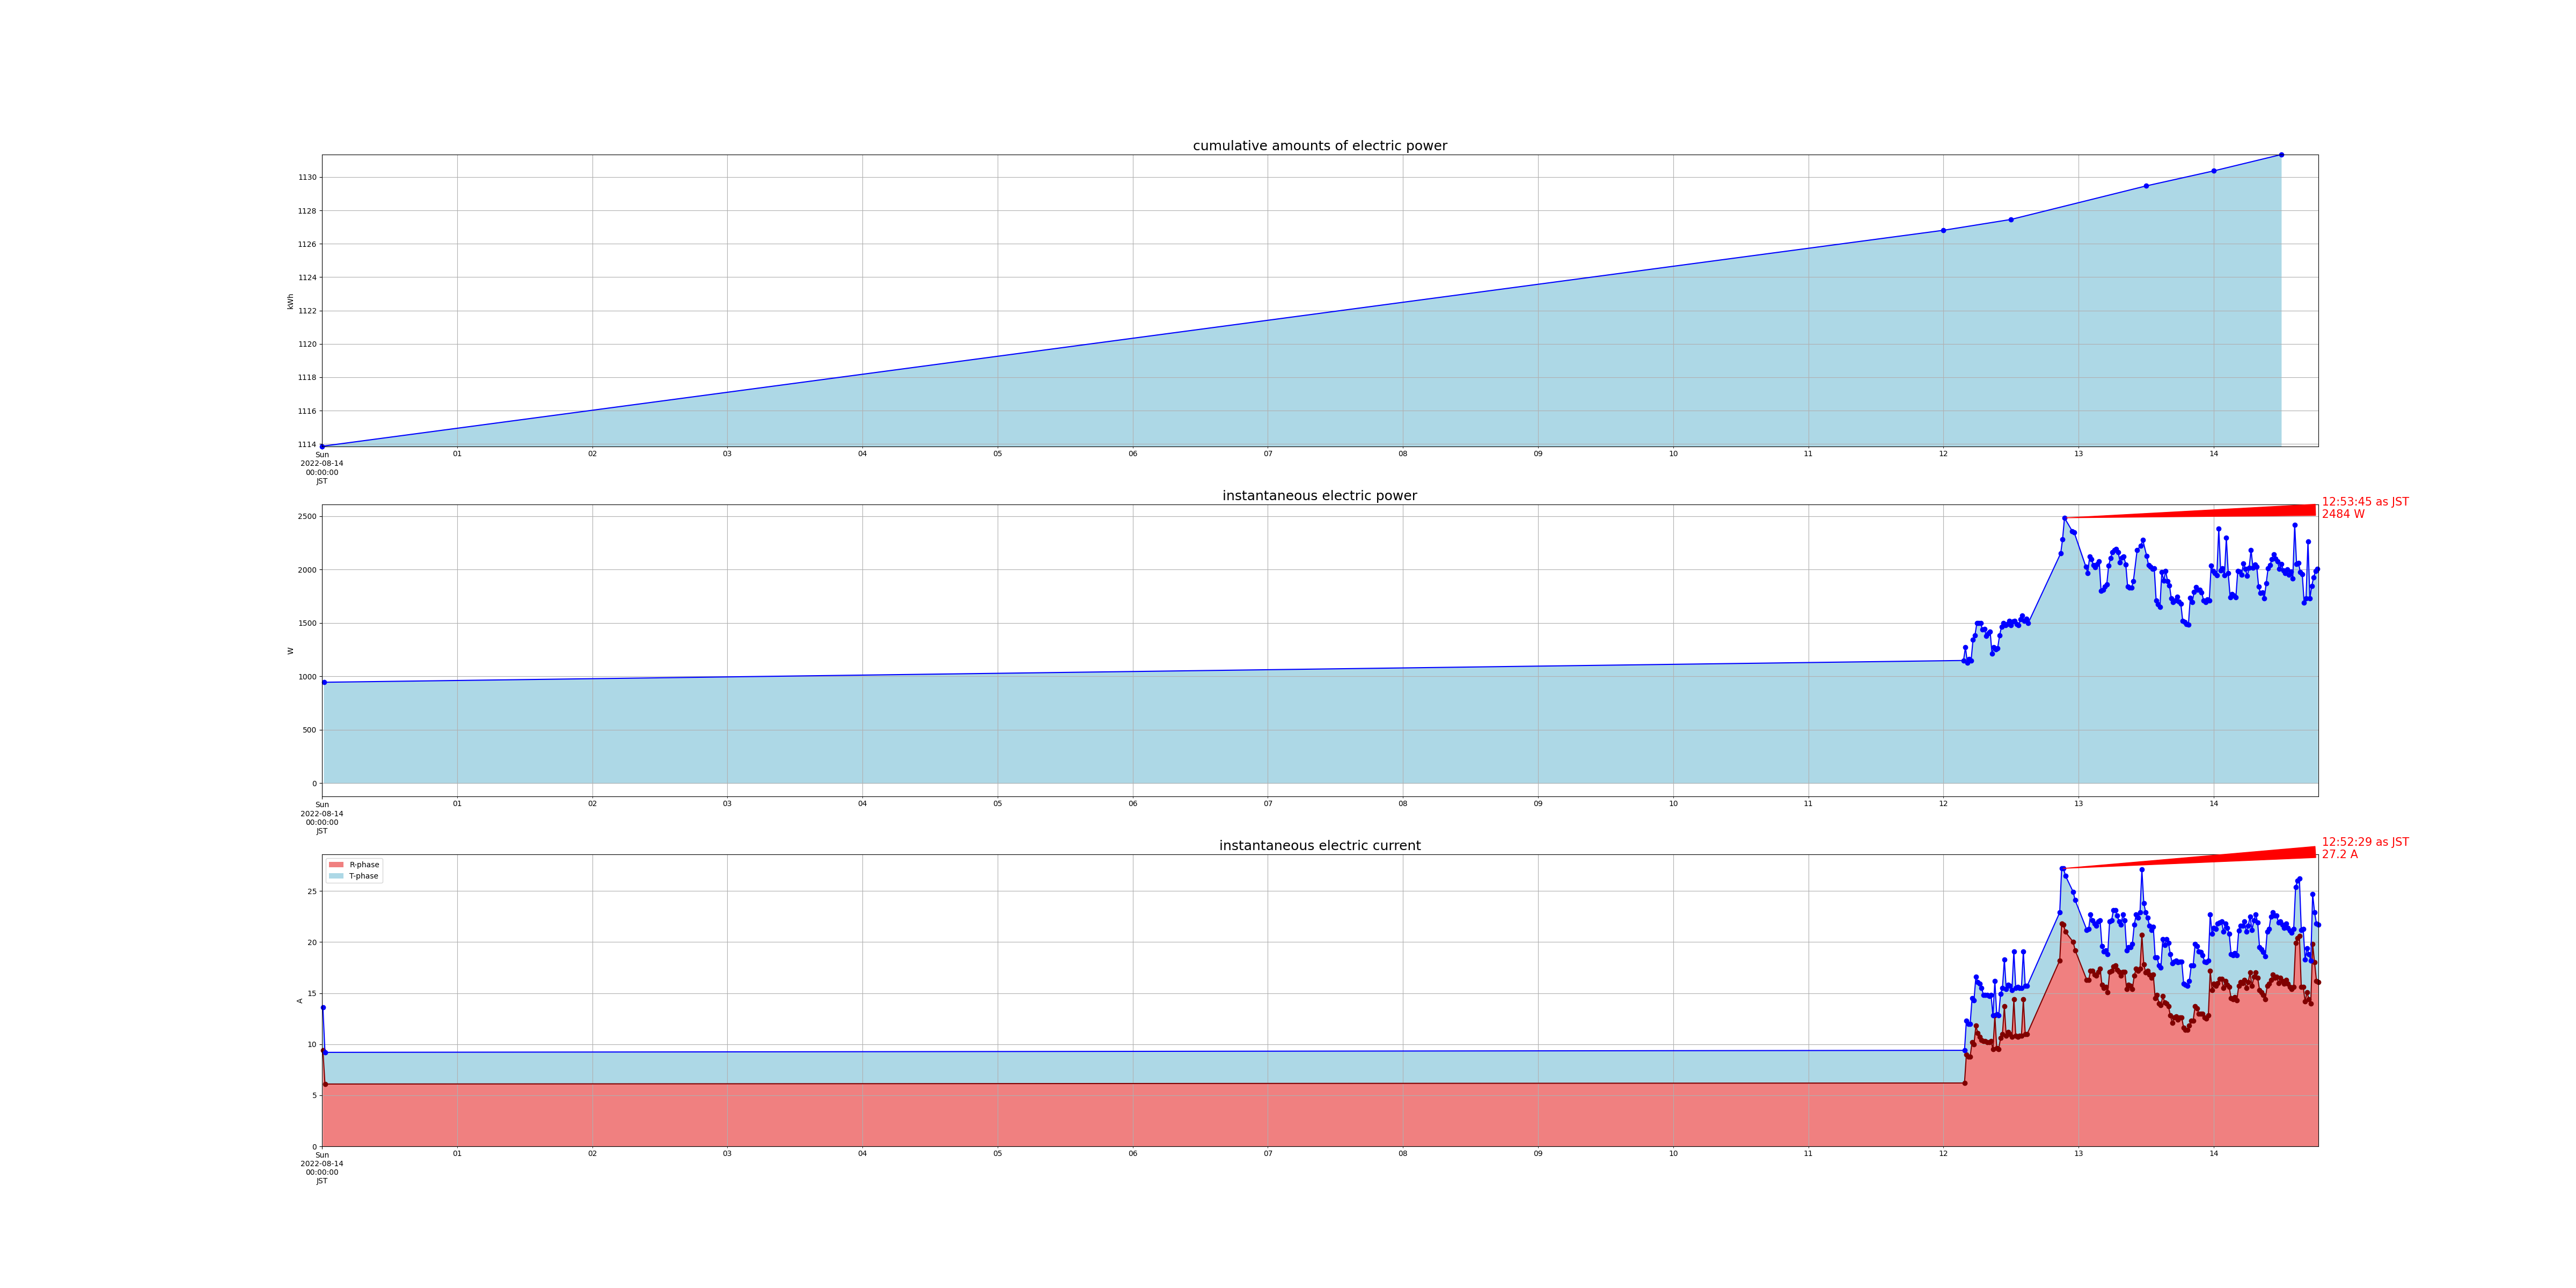 cumulative amounts of electric power
1130
1128
1126
1124
1122
1120
1118
1116
1114
kWh
Sun
2022-08-14
00:00:00
JST
01 02 03 04 05 06 07 08 09 10 11 12 13 14
instantaneous electric power
12:53:45 as JST
2484 W
2500
2000
1500
1000
500
0
W
Sun
2022-08-14
00:00:00
JST
01 02 03 04 05 06 07 08 09 10 11 12 13 14
instantaneous electric current
12:52:29 as JST
27.2 A
R-phase
T-phase
25
20
15
10
5
0
A
Sun
2022-08-14
00:00:00
JST
01 02 03 04 05 06 07 08 09 10 11 12 13 14